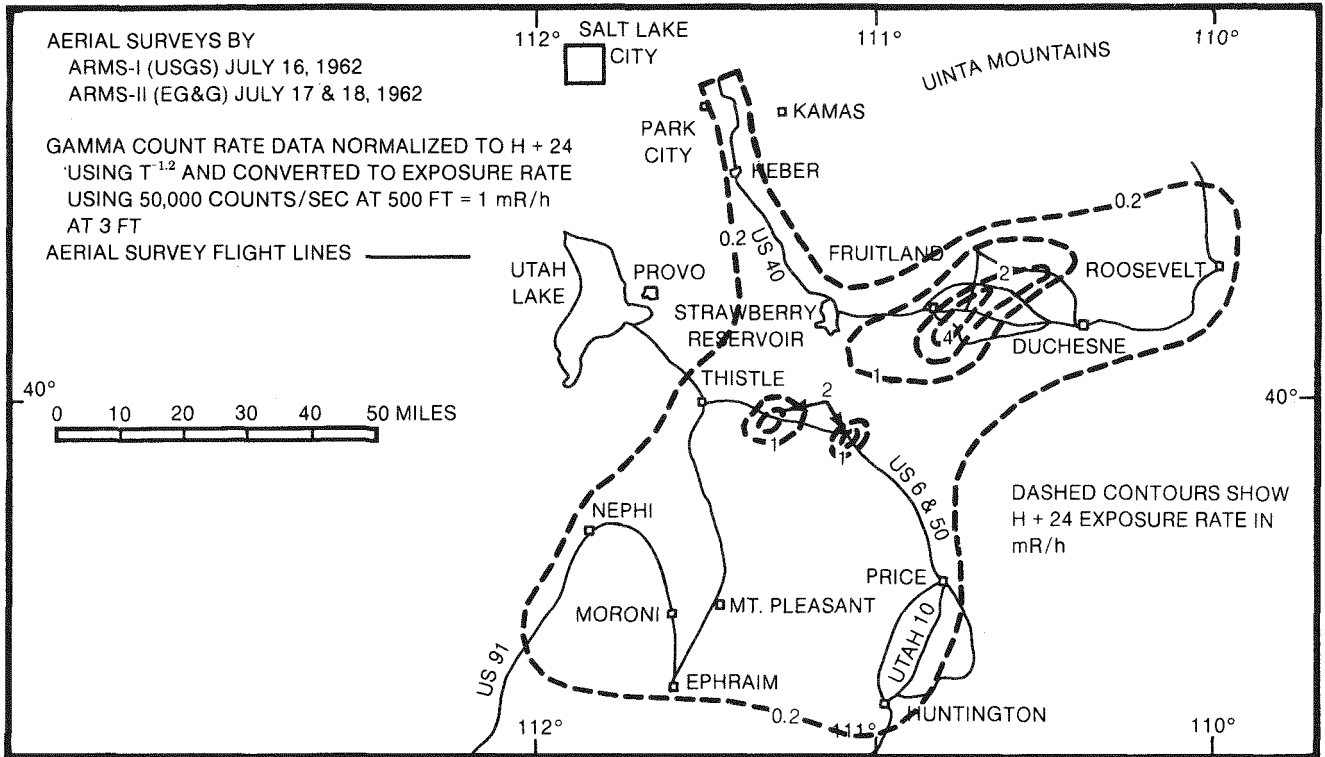 AERIAL SURVEYS BY
ARMS-I (USGS) JULY 16, 1962
ARMS-II (EG&G) JULY 17 & 18, 1962
GAMMA COUNT RATE DATA NORMALIZED TO H + 24
USING T⁻¹·² AND CONVERTED TO EXPOSURE RATE
USING 50,000 COUNTS/SEC AT 500 FT = 1 mR/h
AT 3 FT
AERIAL SURVEY FLIGHT LINES
112°
SALT LAKE
CITY
111°
110°
UINTA MOUNTAINS
PARK
CITY
KAMAS
HEBER
0.2
US 40
0.2
FRUITLAND
2
ROOSEVELT
UTAH
LAKE
PROVO
STRAWBERRY
RESERVOIR
4
DUCHESNE
1
40°
THISTLE
2
40°
0
10
20
30
40
50 MILES
1
1
US 6 & 50
DASHED CONTOURS SHOW
H + 24 EXPOSURE RATE IN
mR/h
NEPHI
PRICE
MORONI
MT. PLEASANT
UTAH 10
US 91
EPHRAIM
0.2
HUNTINGTON
112°
111°
110°